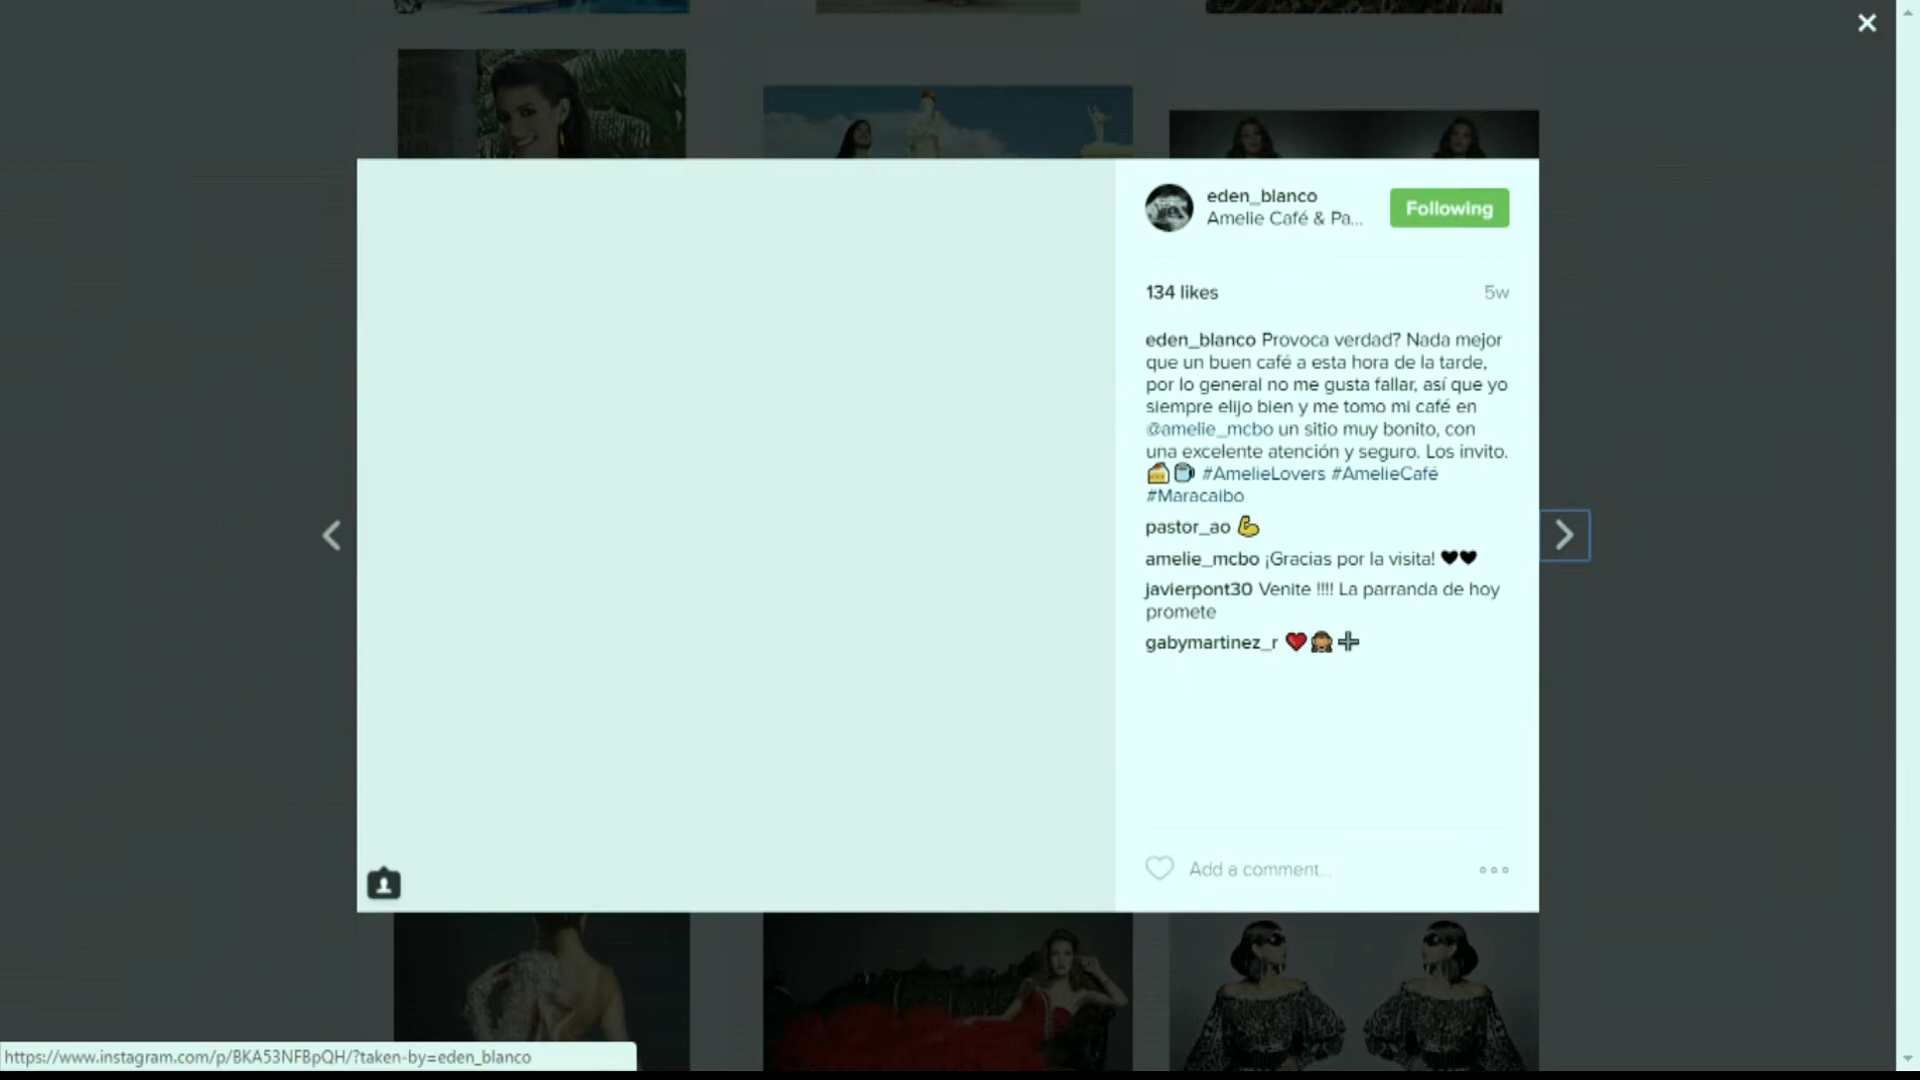 eden_blanco
Amelie Café & Pa...
Following
134 likes
5w
eden_blanco Provoca verdad? Nada mejor
que un buen café a esta hora de la tarde,
por lo general no me gusta fallar, así que yo
siempre elijo bien y me tomo mi café en
@amelie_mcbo un sitio muy bonito, con
una excelente atención y seguro. Los invito.
🍰☕ #AmelieLovers #AmelieCafé
#Maracaibo
pastor_ao 💪
amelie_mcbo ¡Gracias por la visita! ♥♥
javierpont30 Venite !!!! La parranda de hoy
promete
gabymartinez_r ❤️🙈➕
Add a comment...
https://www.instagram.com/p/BKA53NFBpQH/?taken-by=eden_blanco